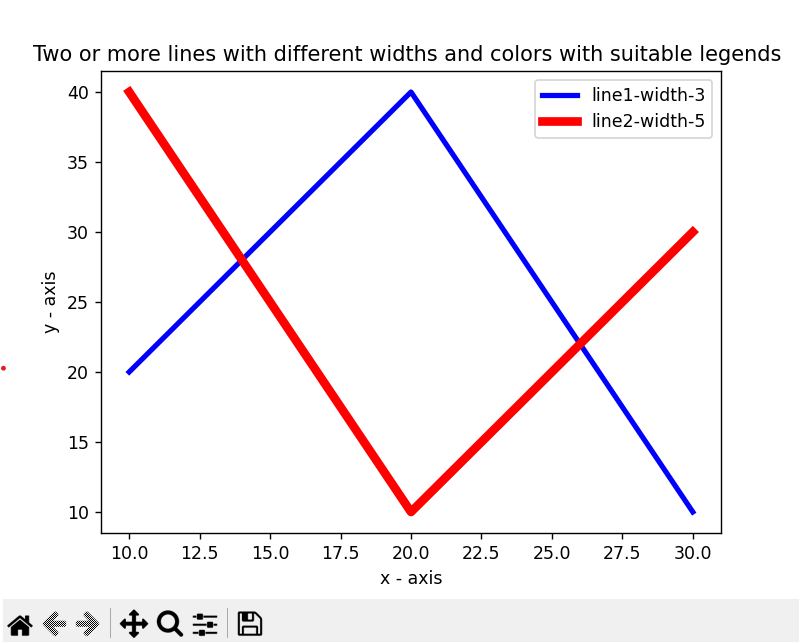 Two or more lines with different widths and colors with suitable legends
line1-width-3
line2-width-5
y - axis
40
35
30
25
20
15
10
10.0 12.5 15.0 17.5 20.0 22.5 25.0 27.5 30.0
x - axis